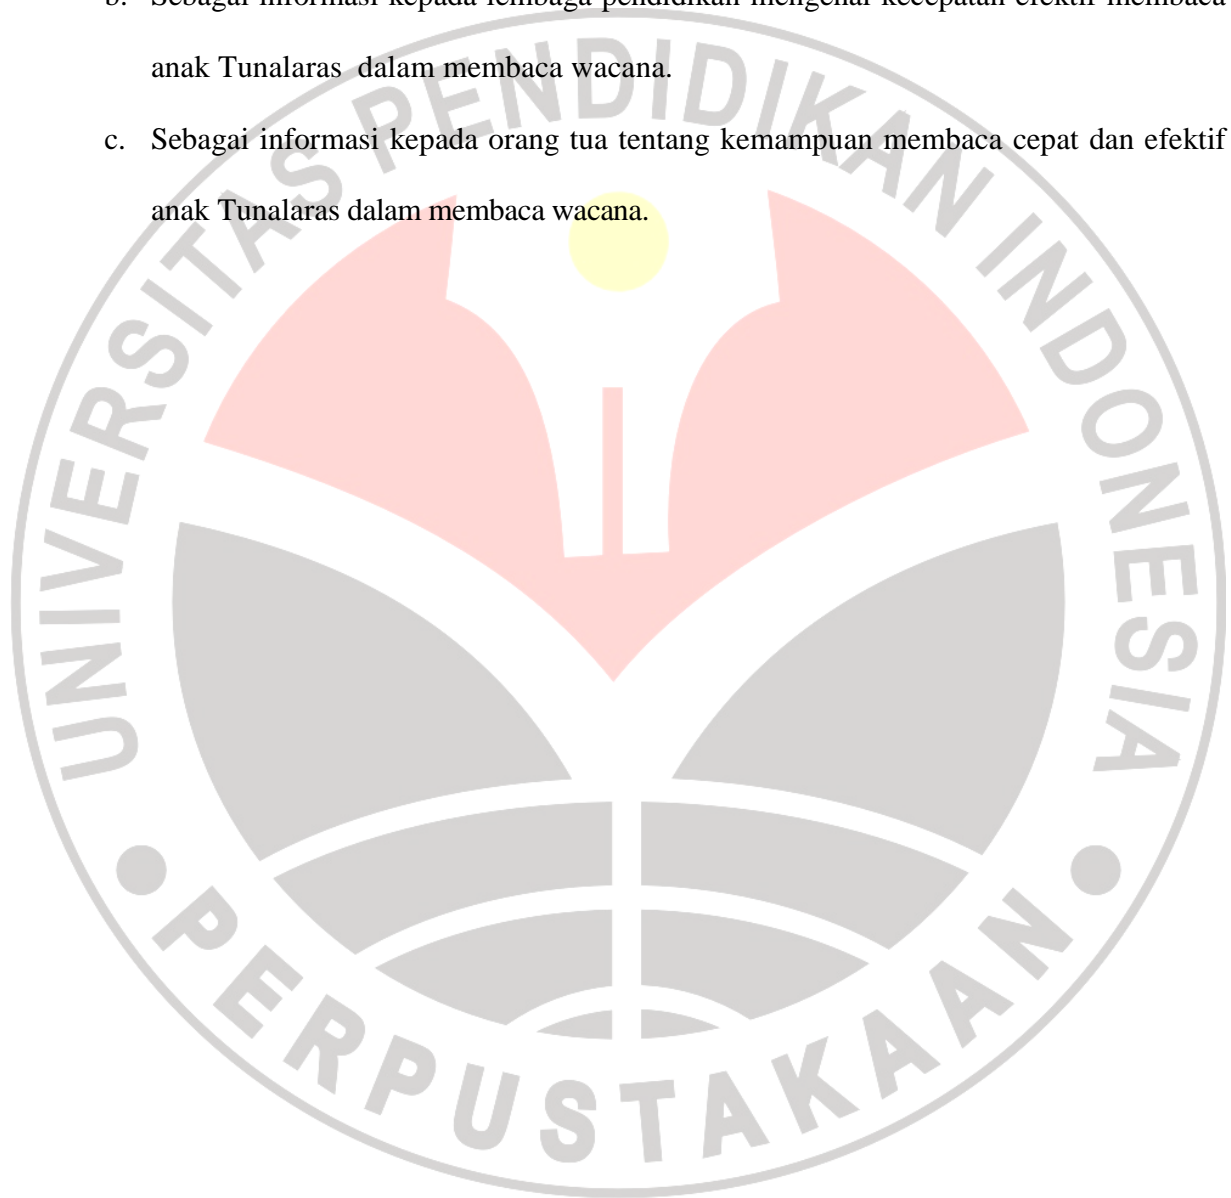 b. Sebagai informasi kepada lembaga pendidikan mengenai kecepatan efektif membaca
anak Tunalaras dalam membaca wacana.
c. Sebagai informasi kepada orang tua tentang kemampuan membaca cepat dan efektif
anak Tunalaras dalam membaca wacana.
UNIVERSITAS PENDIDIKAN INDONESIA
PERPUSTAKAAN